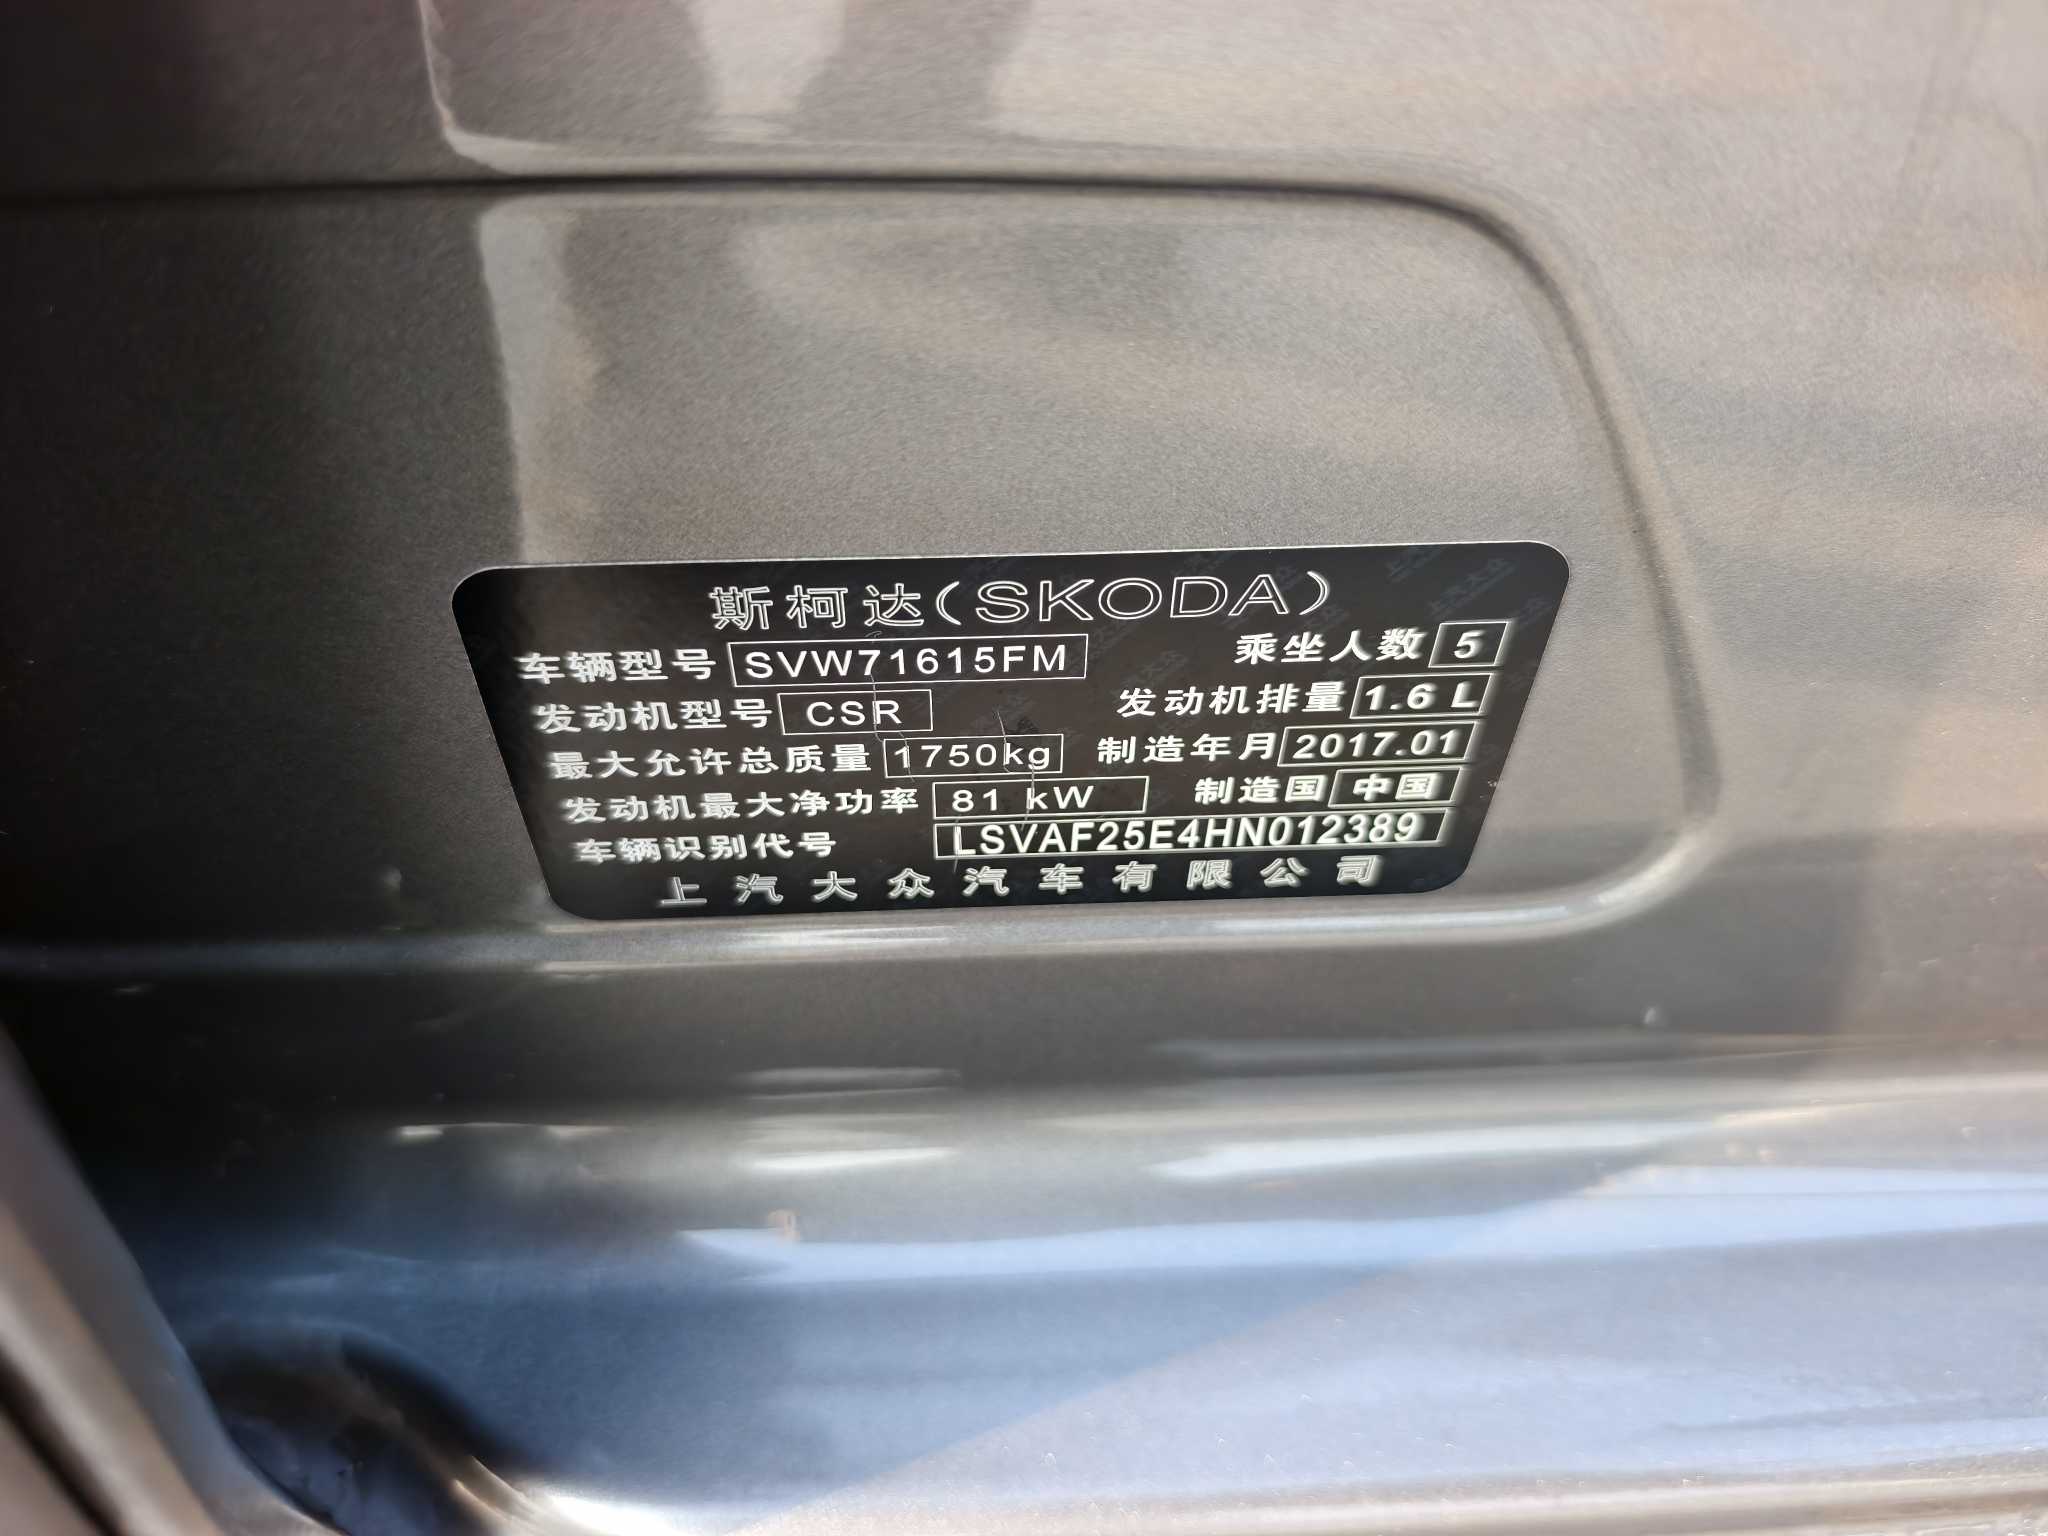 斯柯达(SKODA)
车辆型号 SVW71615FM 乘坐人数 5
发动机型号 CSR 发动机排量 1.6 L
最大允许总质量 1750kg 制造年月 2017.01
发动机最大净功率 81 kW 制造国 中国
车辆识别代号 LSVAF25E4HN012389
上汽大众汽车有限公司